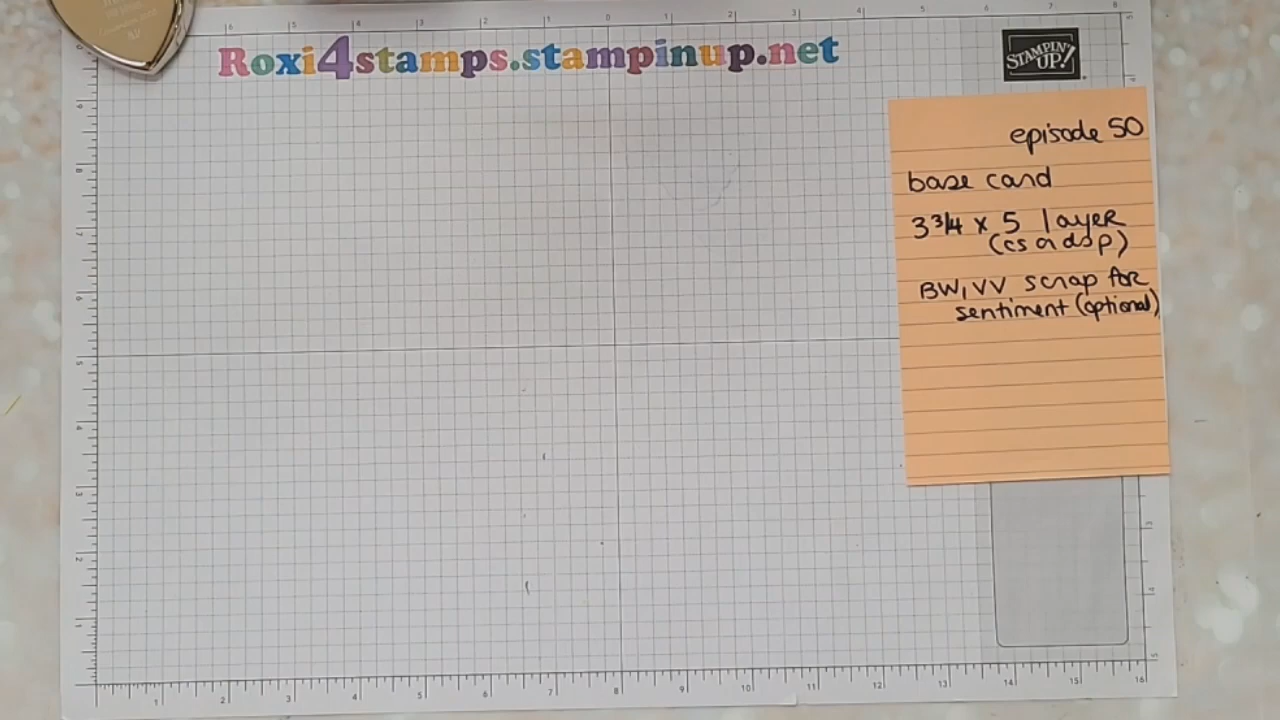 Roxi4stamps.stampinup.net
STAMPIN' UP!
episode 50
base card
3 3/4 x 5 layer
(cs or dsp)
BW, VV scrap for
sentiment (optional)